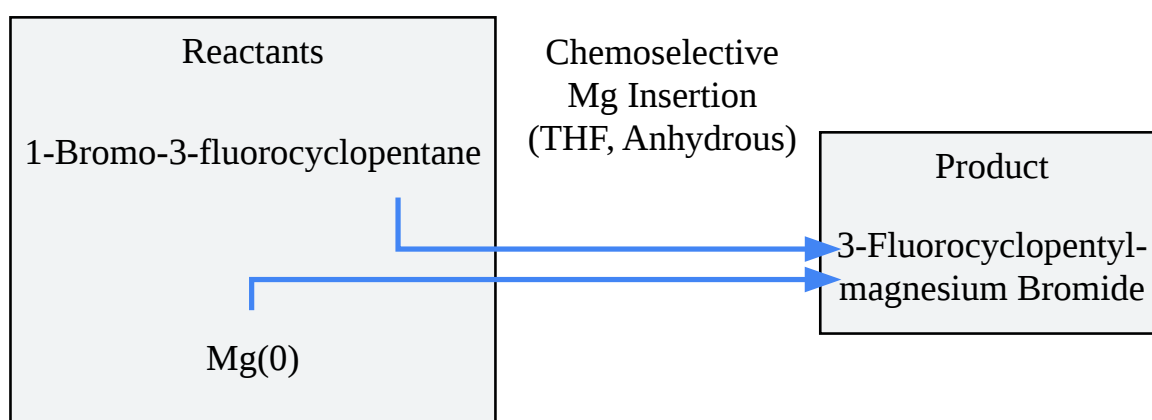 Reactants
1-Bromo-3-fluorocyclopentane
Mg(0)
Chemoselective
Mg Insertion
(THF, Anhydrous)
Product
3-Fluorocyclopentyl-
magnesium Bromide